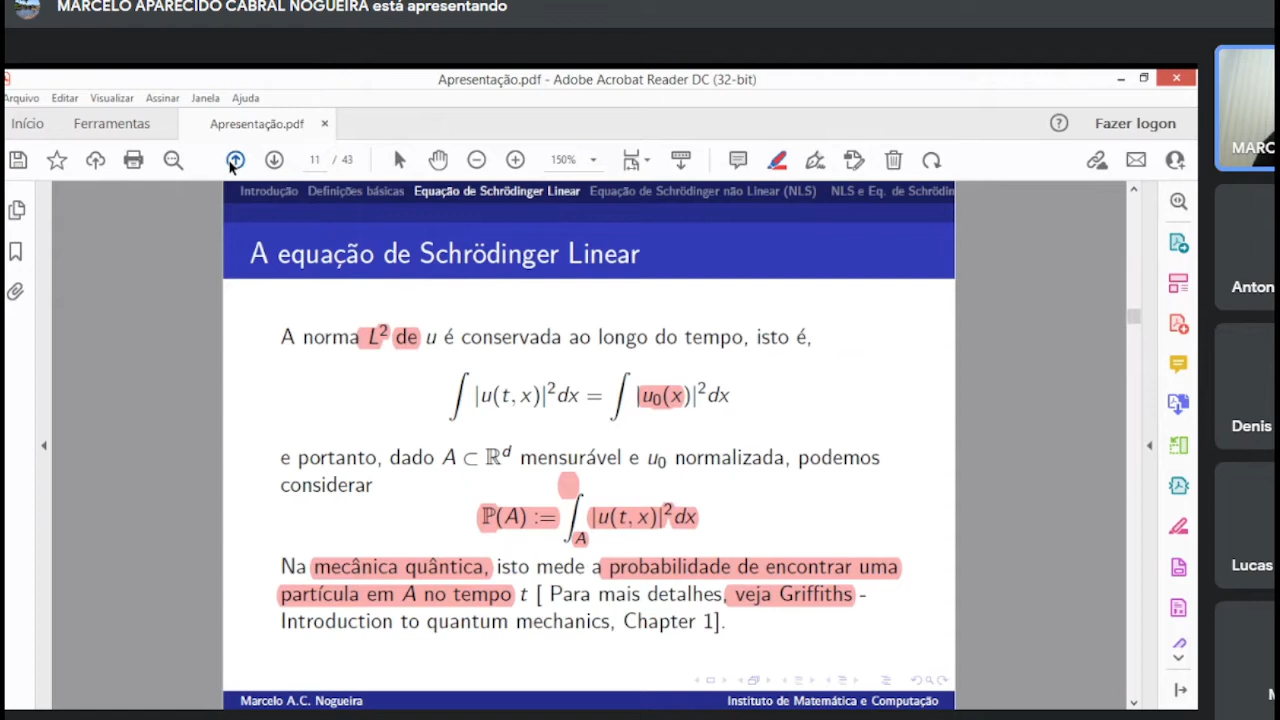 MARCELO APARECIDO CABRAL NOGUEIRA está apresentando
Apresentação.pdf - Adobe Acrobat Reader DC (32-bit)
Arquivo Editar Visualizar Assinar Janela Ajuda
Início Ferramentas Apresentação.pdf × Fazer logon
11 / 43 150%
Introdução Definições básicas Equação de Schrödinger Linear Equação de Schrödinger não Linear (NLS) NLS e Eq. de Schrödin
A equação de Schrödinger Linear
A norma L² de u é conservada ao longo do tempo, isto é,
∫ |u(t, x)|²dx = ∫ |u₀(x)|²dx
e portanto, dado A ⊂ ℝᵈ mensurável e u₀ normalizada, podemos
considerar
ℙ(A) := ∫_A |u(t, x)|²dx
Na mecânica quântica, isto mede a probabilidade de encontrar uma
partícula em A no tempo t [ Para mais detalhes, veja Griffiths -
Introduction to quantum mechanics, Chapter 1].
Marcelo A.C. Nogueira Instituto de Matemática e Computação
MARC
Anton
Denis
Lucas